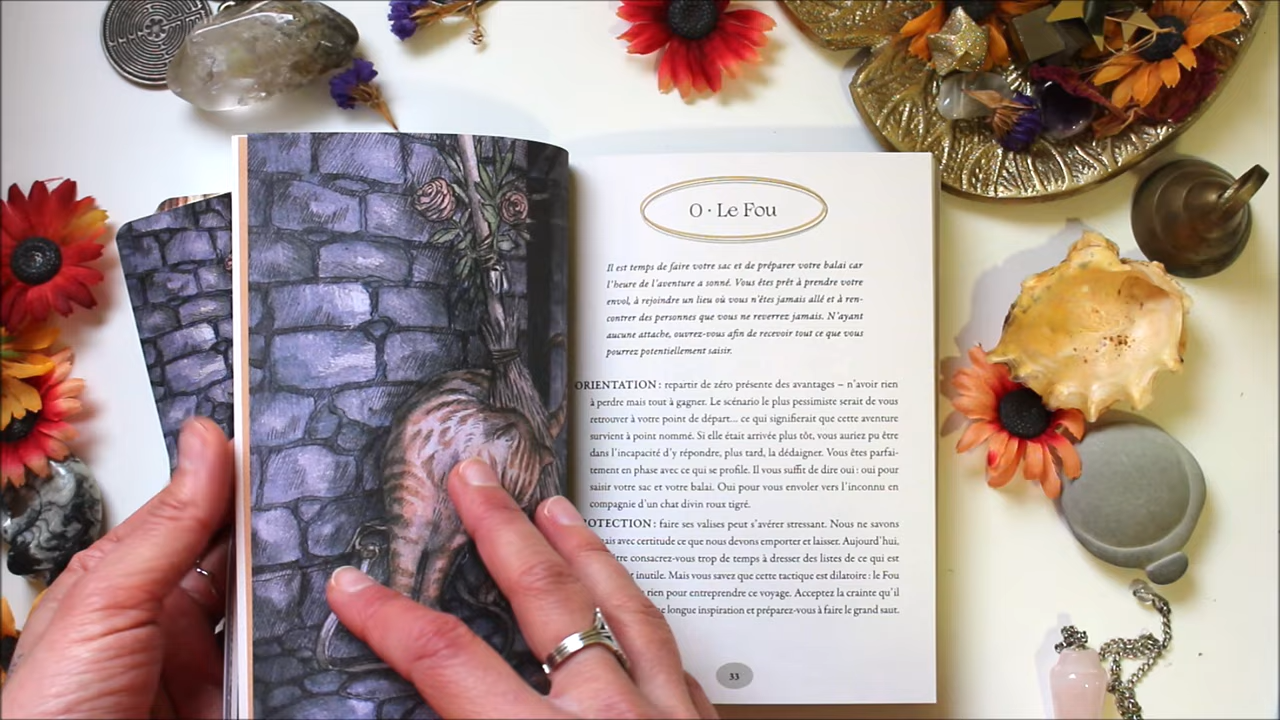 0 · Le Fou
Il est temps de faire votre sac et de préparer votre balai car
l'heure de l'aventure a sonné. Vous êtes prêt à prendre votre
envol, à rejoindre un lieu où vous n'êtes jamais allé et à ren-
contrer des personnes que vous ne reverrez jamais. N'ayant
aucune attache, ouvrez-vous afin de recevoir tout ce que vous
pourrez potentiellement saisir.
ORIENTATION : repartir de zéro présente des avantages – n'avoir rien
à perdre mais tout à gagner. Le scénario le plus pessimiste serait de vous
retrouver à votre point de départ... ce qui signifierait que cette aventure
survient à point nommé. Si elle était arrivée plus tôt, vous auriez pu être
dans l'incapacité d'y répondre, plus tard, la dédaigner. Vous êtes parfai-
tement en phase avec ce qui se profile. Il vous suffit de dire oui : oui pour
saisir votre sac et votre balai. Oui pour vous envoler vers l'inconnu en
compagnie d'un chat divin roux tigré.
OTECTION : faire ses valises peut s'avérer stressant. Nous ne savons
avec certitude ce que nous devons emporter et laisser. Aujourd'hui,
consacrez-vous trop de temps à dresser des listes de ce qui est
inutile. Mais vous savez que cette tactique est dilatoire : le Fou
rien pour entreprendre ce voyage. Acceptez la crainte qu'il
longue inspiration et préparez-vous à faire le grand saut.
33